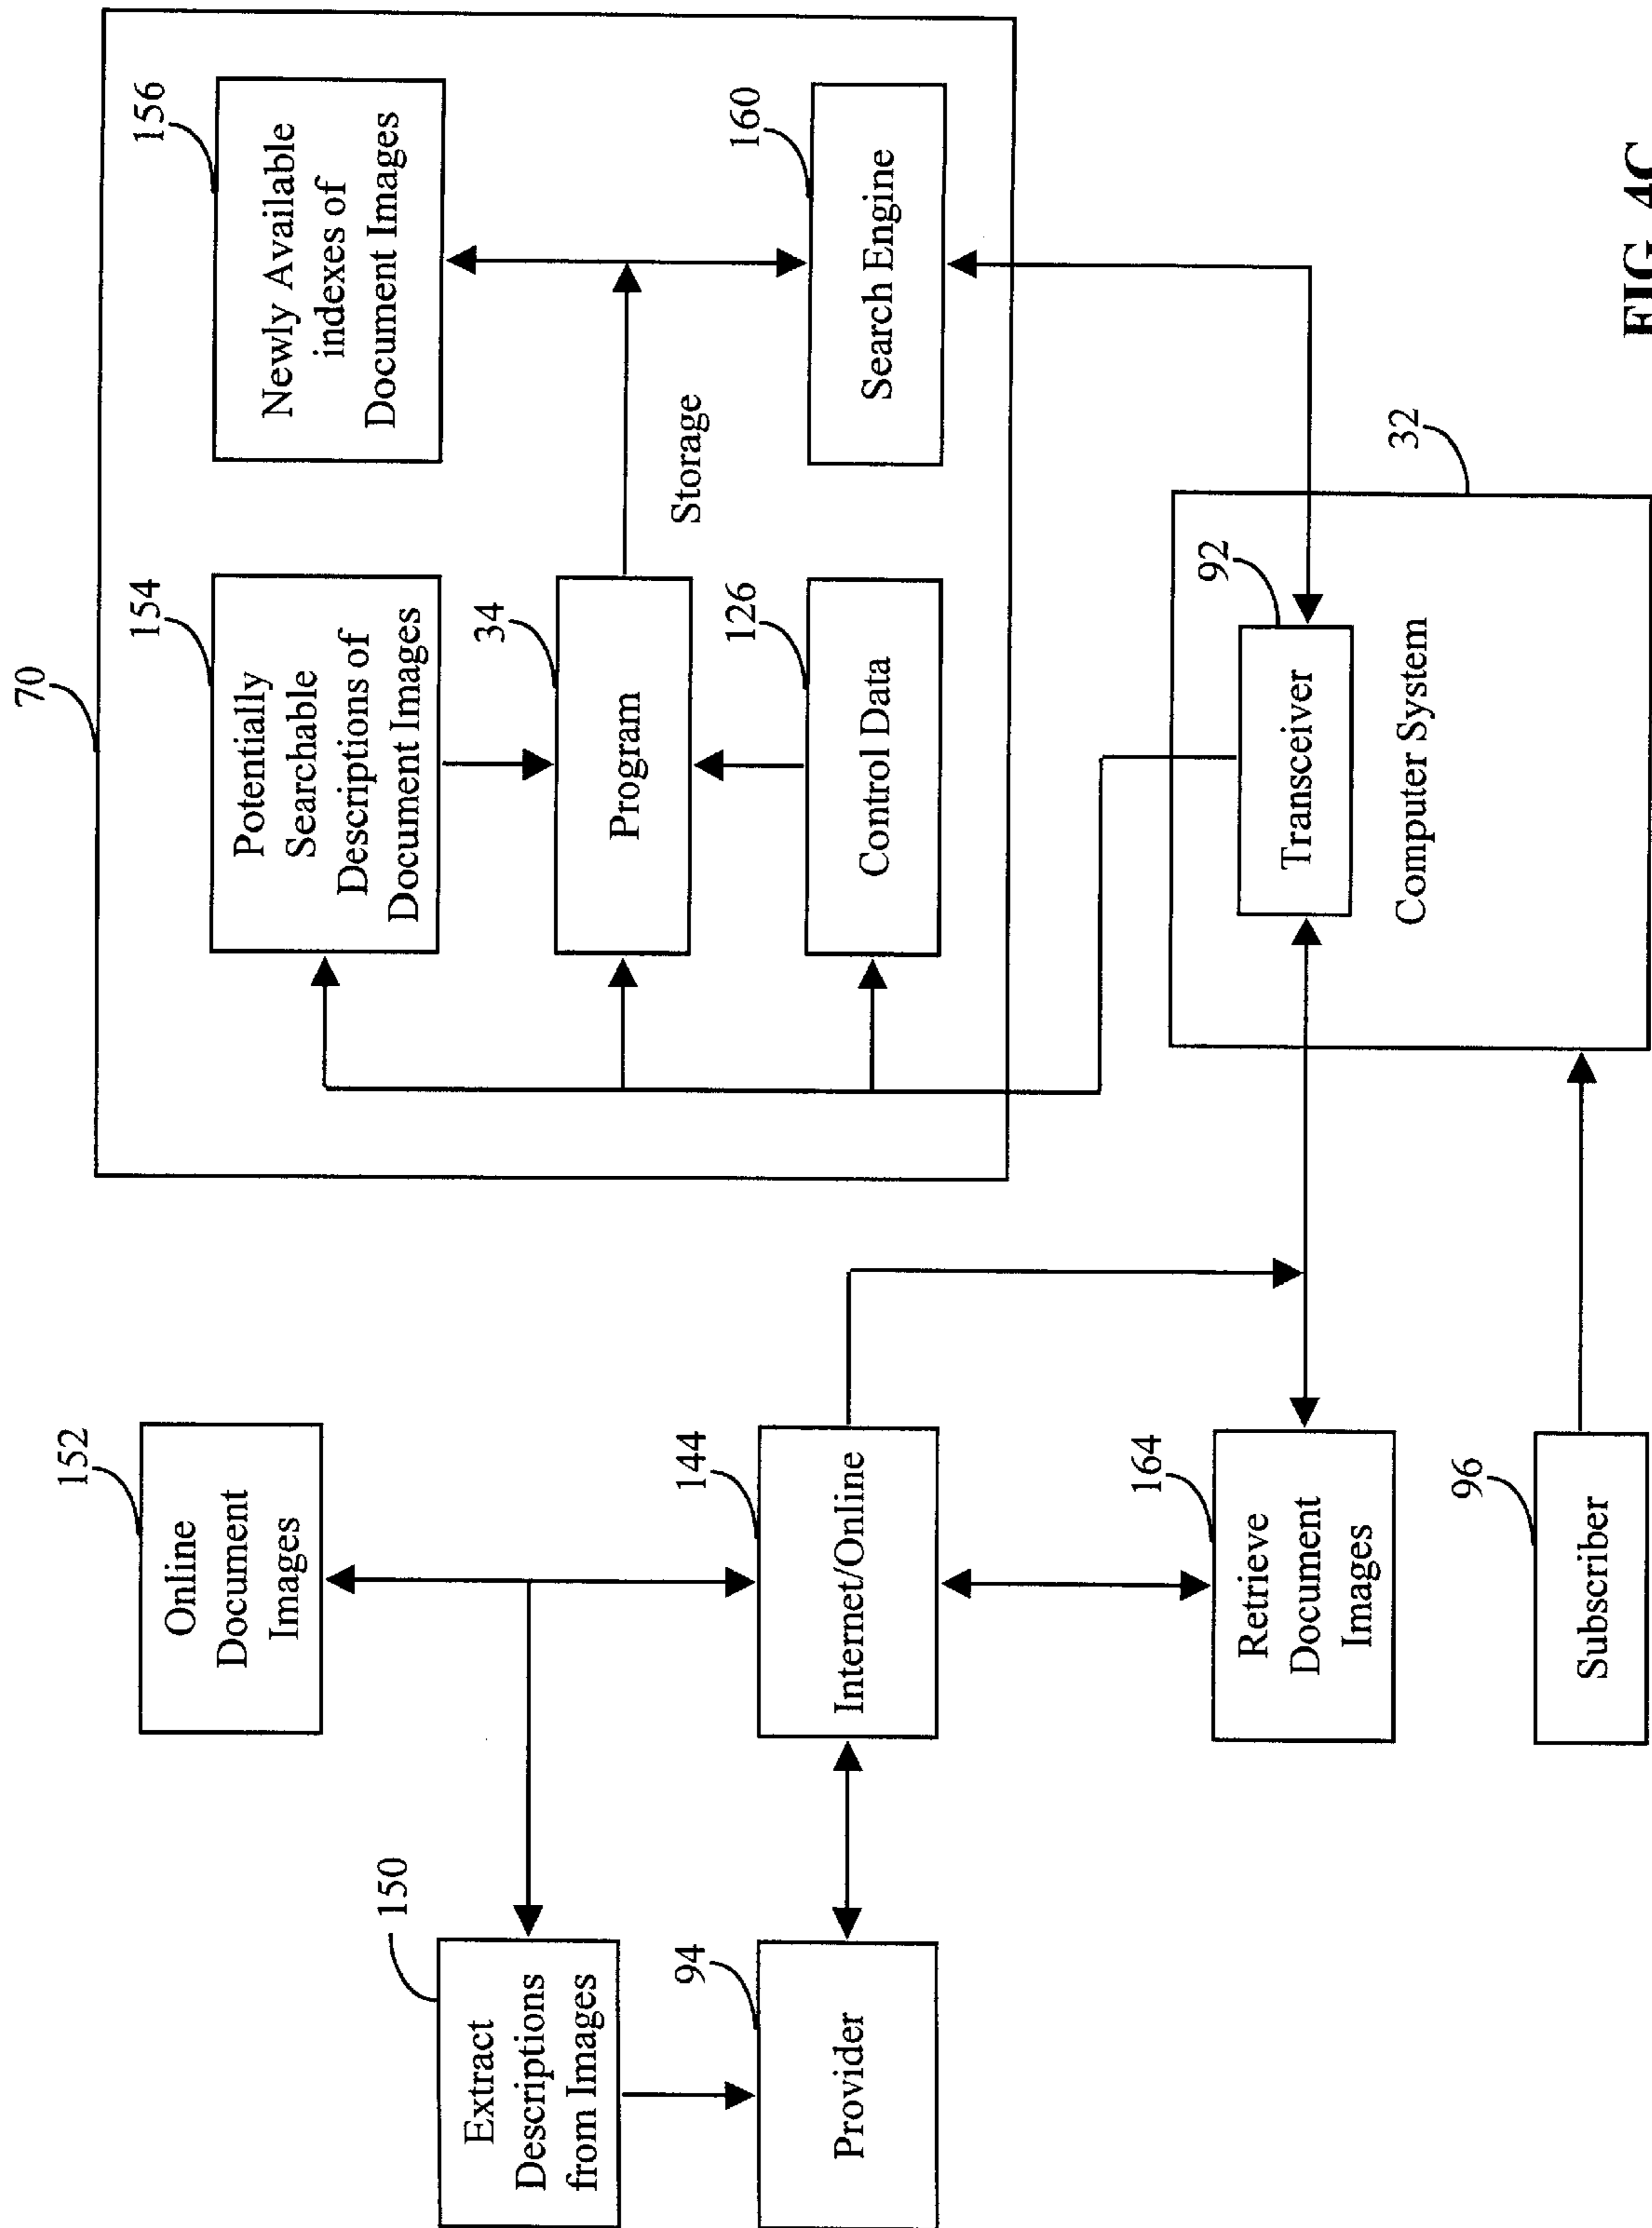 70
154
Potentially
Searchable
Descriptions of
Document Images
156
Newly Available
indexes of
Document Images
34
Program
Storage
126
Control Data
160
Search Engine
152
Online
Document
Images
150
Extract
Descriptions
from Images
94
Provider
144
Internet/Online
164
Retrieve
Document
Images
96
Subscriber
92
Transceiver
Computer System
32
FIG. 4C